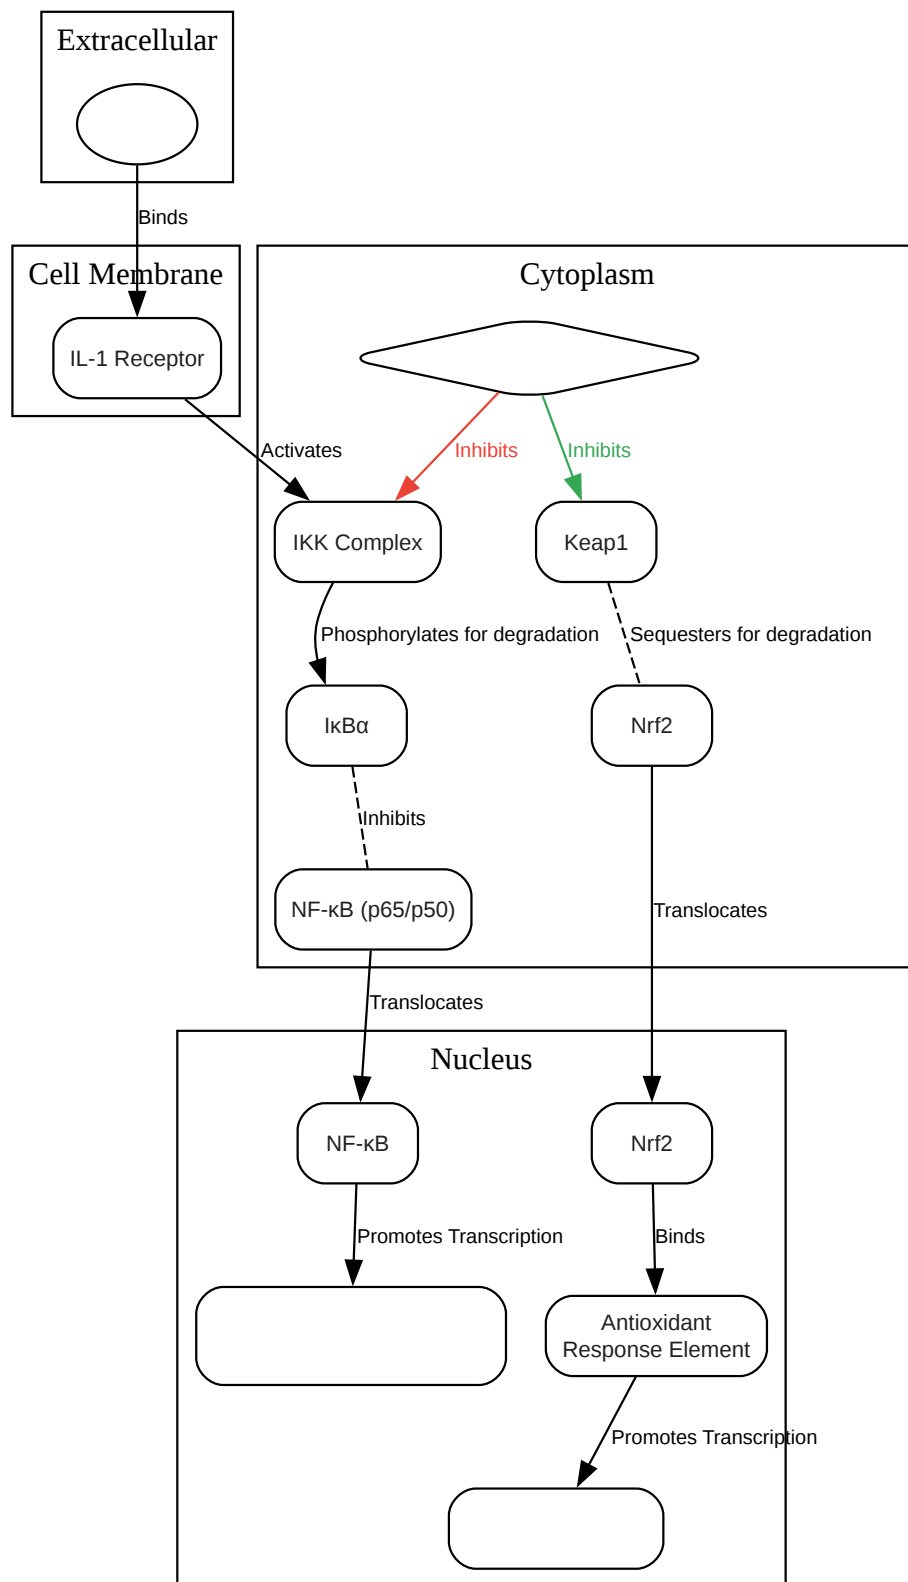 Extracellular
Binds
Cell Membrane
IL-1 Receptor
Cytoplasm
Activates
Inhibits
Inhibits
IKK Complex
Keap1
Phosphorylates for degradation
Sequesters for degradation
IκBα
Nrf2
Inhibits
NF-κB (p65/p50)
Translocates
Translocates
Nucleus
NF-κB
Nrf2
Promotes Transcription
Binds
Antioxidant
Response Element
Promotes Transcription